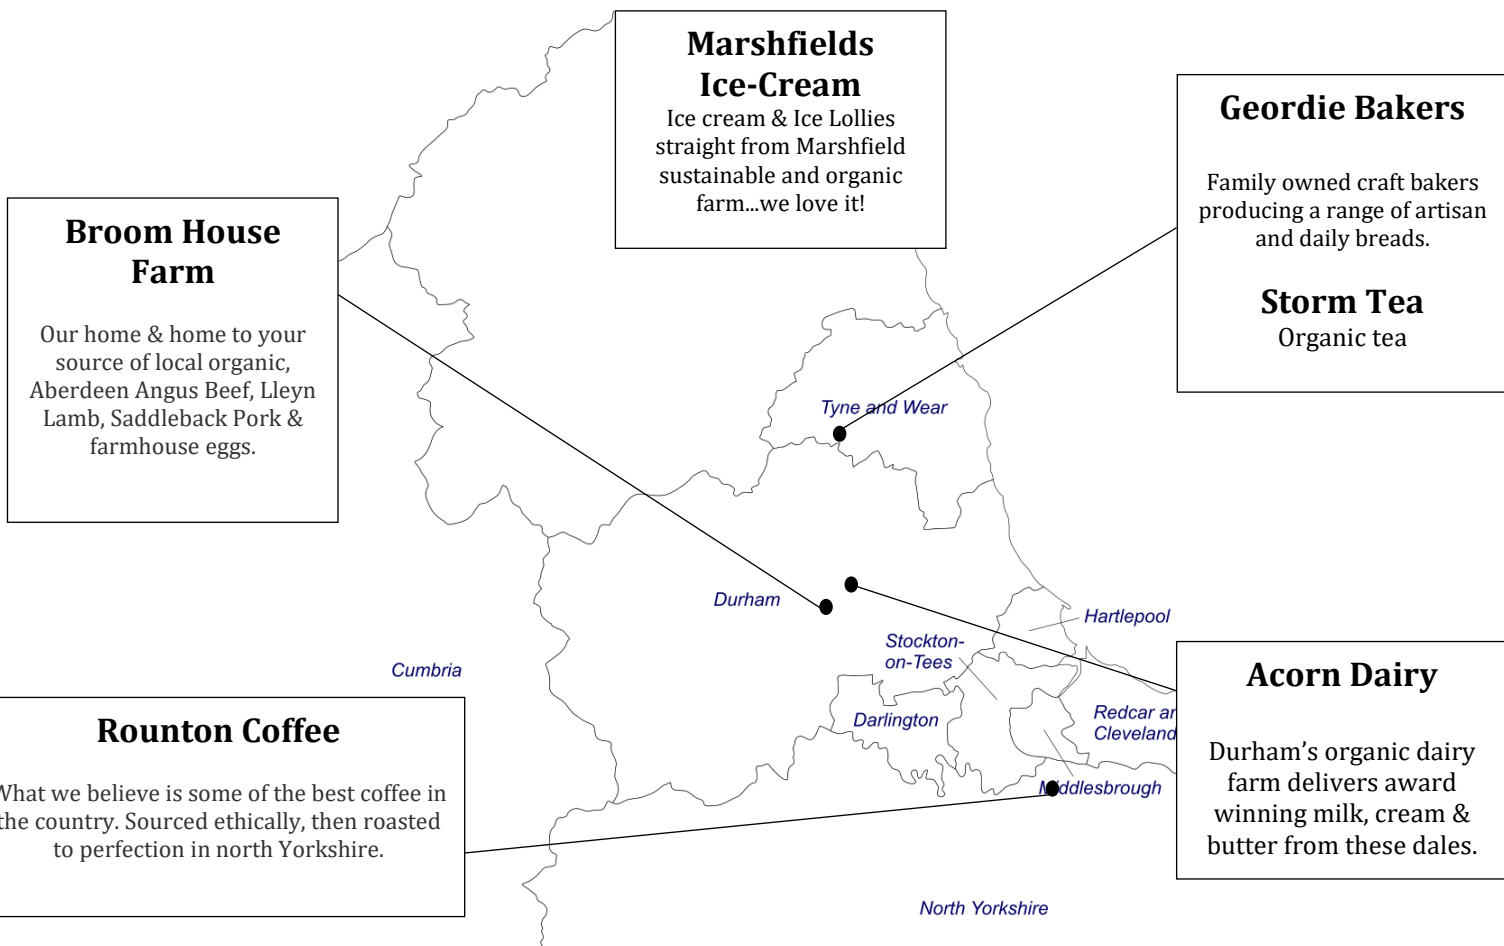 Marshfields
Ice-Cream
Ice cream & Ice Lollies
straight from Marshfield
sustainable and organic
farm...we love it!
Geordie Bakers
Family owned craft bakers
producing a range of artisan
and daily breads.
Storm Tea
Organic tea
Broom House
Farm
Our home & home to your
source of local organic,
Aberdeen Angus Beef, Lleyn
Lamb, Saddleback Pork &
farmhouse eggs.
Tyne and Wear
Durham
Hartlepool
Stockton-
on-Tees
Cumbria
Darlington
Redcar ar
Cleveland
Middlesbrough
North Yorkshire
Acorn Dairy
Durham’s organic dairy
farm delivers award
winning milk, cream &
butter from these dales.
Rounton Coffee
What we believe is some of the best coffee in
the country. Sourced ethically, then roasted
to perfection in north Yorkshire.